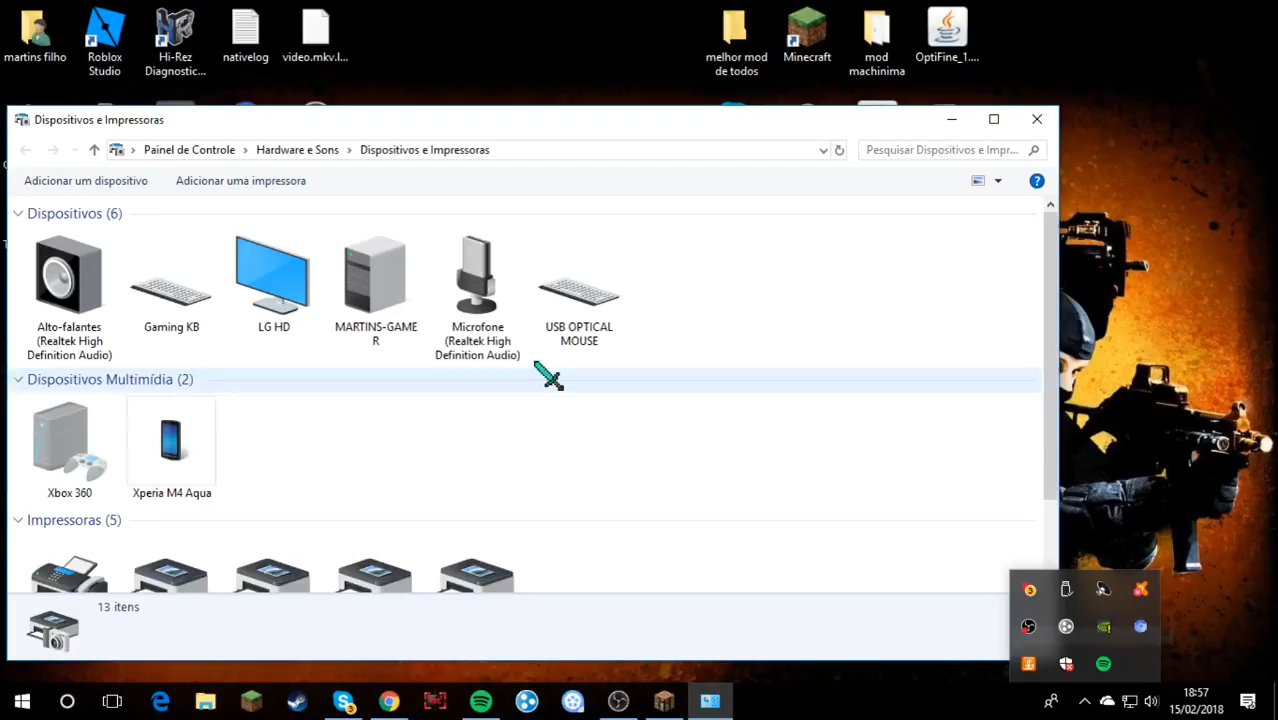 martins filho
Roblox
Studio
Hi-Rez
Diagnostic...
nativelog
video.mkv.l...
melhor mod
de todos
Minecraft
mod
machinima
OptiFine_1....
Dispositivos e Impressoras
Painel de Controle > Hardware e Sons > Dispositivos e Impressoras
Pesquisar Dispositivos e Impr...
Adicionar um dispositivo
Adicionar uma impressora
Dispositivos (6)
Alto-falantes
(Realtek High
Definition Audio)
Gaming KB
LG HD
MARTINS-GAME
R
Microfone
(Realtek High
Definition Audio)
USB OPTICAL
MOUSE
Dispositivos Multimídia (2)
Xbox 360
Xperia M4 Aqua
Impressoras (5)
13 itens
18:57
15/02/2018